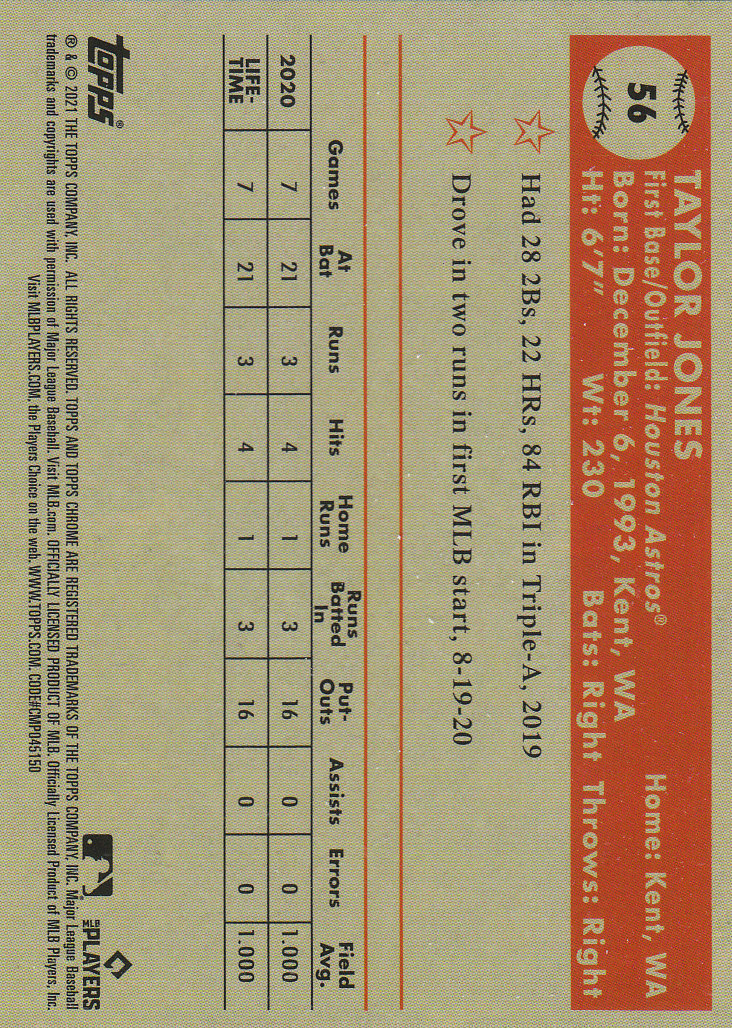 56
TAYLOR JONES
First Base/Outfield: Houston Astros® Home: Kent, WA
Born: December 6, 1993, Kent, WA
Ht: 6'7" Wt: 230 Bats: Right Throws: Right
Had 28 2Bs, 22 HRs, 84 RBI in Triple-A, 2019
Drove in two runs in first MLB start, 8-19-20
Games At Bat Runs Hits Home Runs Runs Batted In Put-Outs Assists Errors Field Avg.
2020 7 21 3 4 1 3 16 0 0 1.000
LIFE-TIME 7 21 3 4 1 3 16 0 0 1.000
topps®
MLB PLAYERS
® & © 2021 THE TOPPS COMPANY, INC. ALL RIGHTS RESERVED. TOPPS AND TOPPS CHROME ARE REGISTERED TRADEMARKS OF THE TOPPS COMPANY, INC. Major League Baseball
trademarks and copyrights are used with permission of Major League Baseball. Visit MLB.com. OFFICIALLY LICENSED PRODUCT OF MLB. Officially Licensed Product of MLB Players, Inc.
Visit MLBPLAYERS.COM, the Players Choice on the web. WWW.TOPPS.COM. CODE#CMP045150